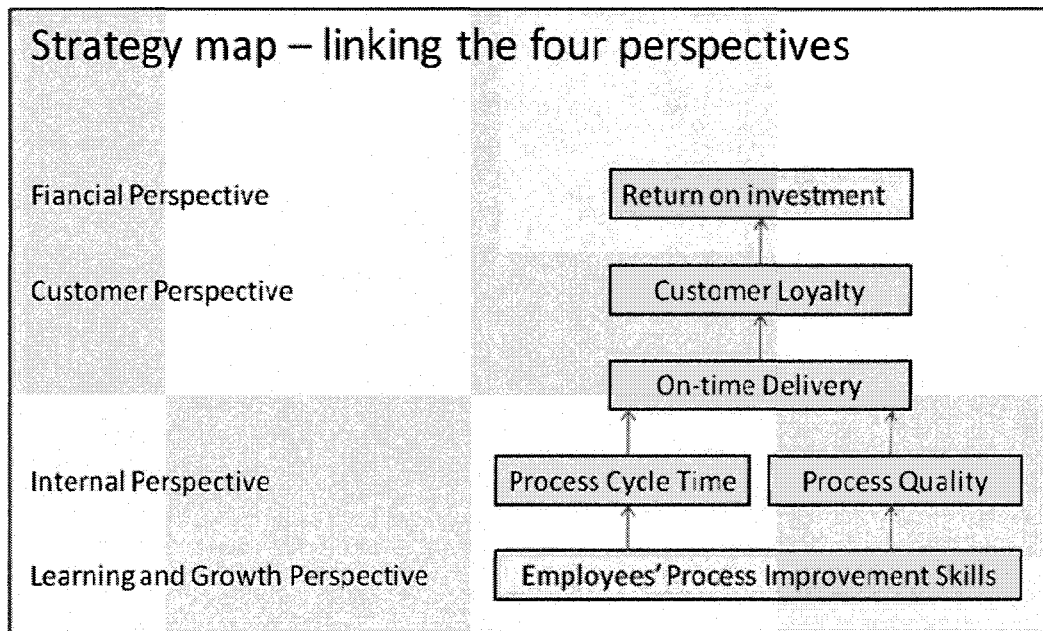 Strategy map – linking the four perspectives
Fiancial Perspective
Return on investment
Customer Perspective
Customer Loyalty
On-time Delivery
Internal Perspective
Process Cycle Time
Process Quality
Learning and Growth Perspective
Employees' Process Improvement Skills